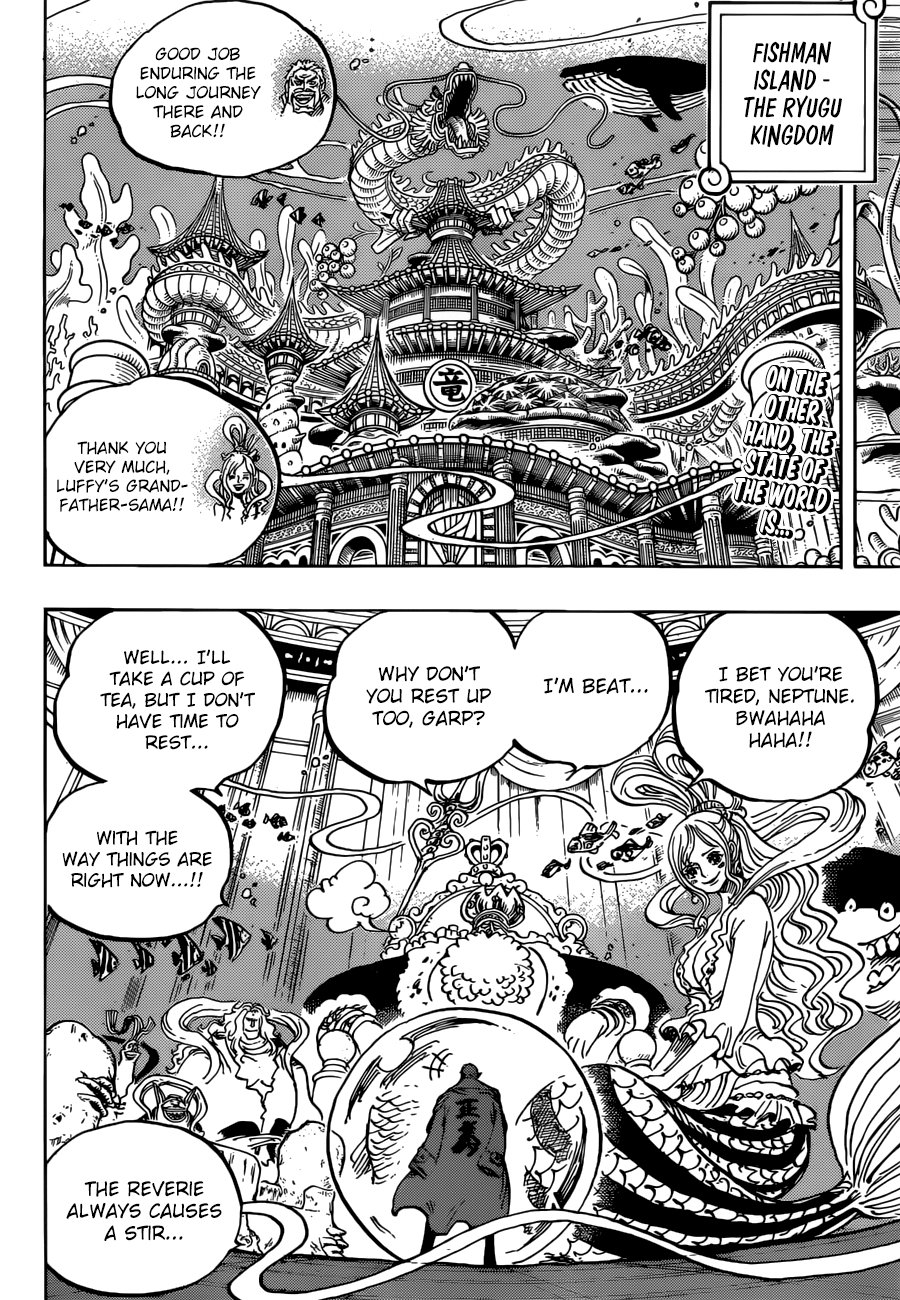 FISHMAN
ISLAND -
THE RYUGU
KINGDOM
GOOD JOB
ENDURING THE
LONG JOURNEY
THERE AND
BACK!!
竜
ON THE
OTHER
HAND, THE
STATE OF
THE WORLD
IS...
THANK YOU
VERY MUCH,
LUFFY'S GRAND-
FATHER-SAMA!!
I BET YOU'RE
TIRED, NEPTUNE.
BWAHAHA
HAHA!!
I'M BEAT...
WHY DON'T
YOU REST UP
TOO, GARP?
WELL... I'LL
TAKE A CUP OF
TEA, BUT I DON'T
HAVE TIME TO
REST...
WITH THE
WAY THINGS ARE
RIGHT NOW...!!
正
義
THE REVERIE
ALWAYS CAUSES
A STIR...